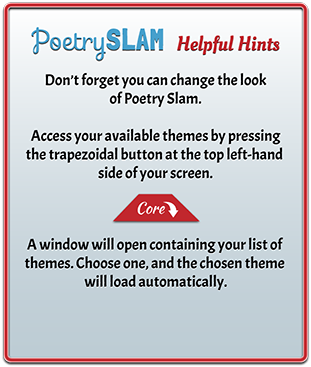 PoetrySLAM Helpful Hints
Don't forget you can change the look
of Poetry Slam.
Access your available themes by pressing
the trapezoidal button at the top left-hand
side of your screen.
Core
A window will open containing your list of
themes. Choose one, and the chosen theme
will load automatically.